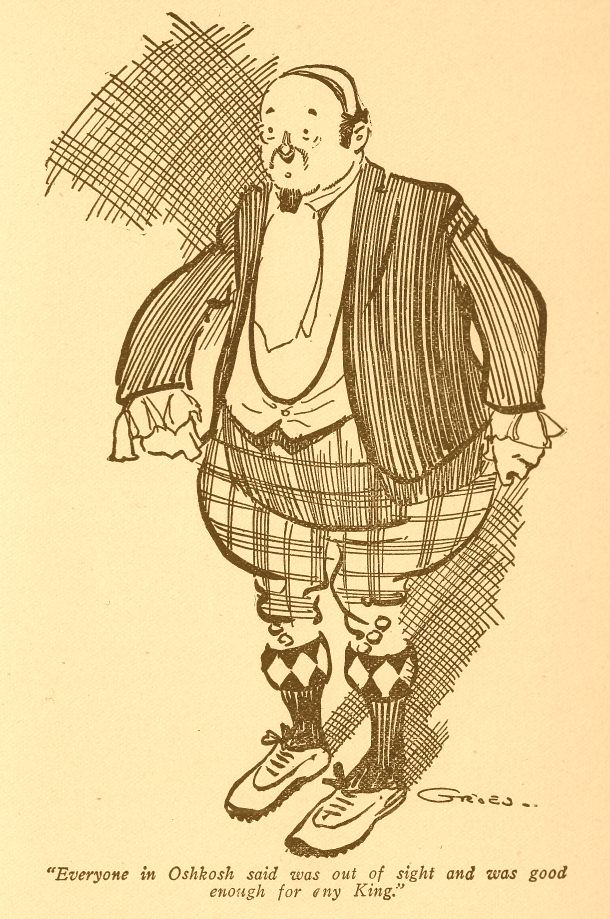 "Everyone in Oshkosh said was out of sight and was good
enough for any King."